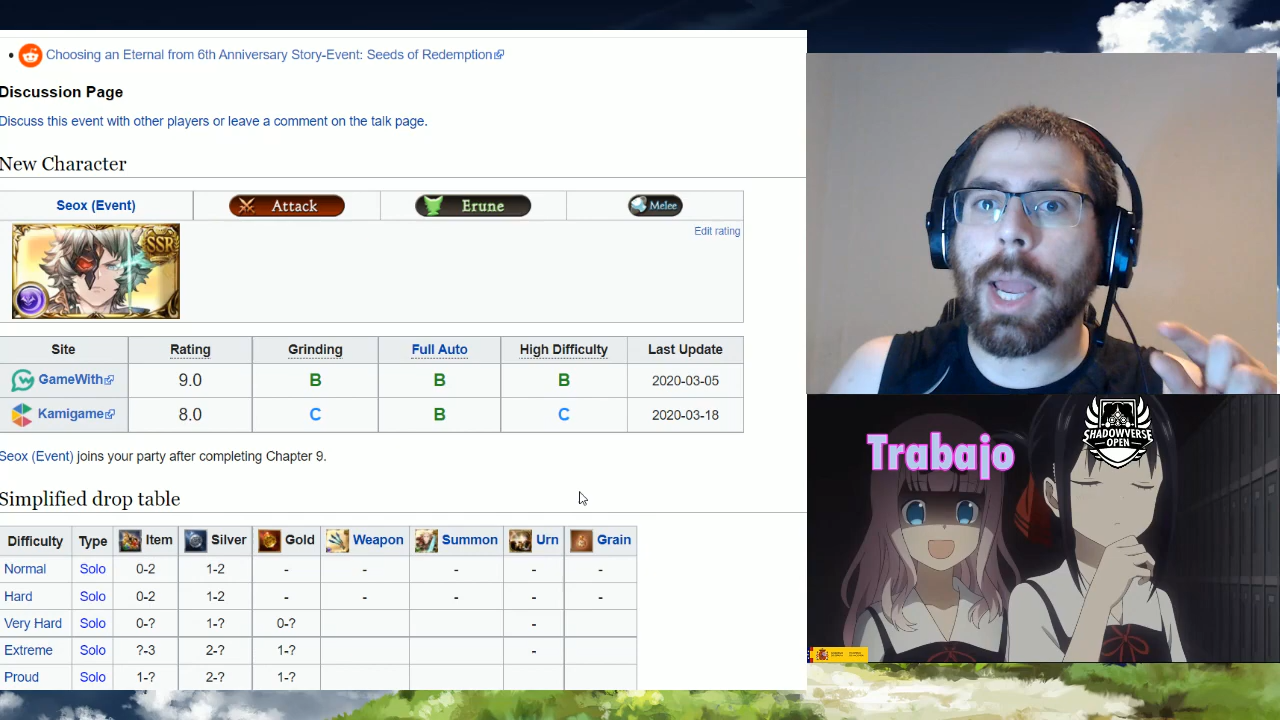 Choosing an Eternal from 6th Anniversary Story-Event: Seeds of Redemption
Discussion Page
Discuss this event with other players or leave a comment on the talk page.
New Character
Seox (Event) Attack Erune Melee
SSR
Edit rating
Site Rating Grinding Full Auto High Difficulty Last Update
GameWith 9.0 B B B 2020-03-05
Kamigame 8.0 C B C 2020-03-18
Seox (Event) joins your party after completing Chapter 9.
Simplified drop table
Difficulty Type Item Silver Gold Weapon Summon Urn Grain
Normal Solo 0-2 1-2 - - - - -
Hard Solo 0-2 1-2 - - - - -
Very Hard Solo 0-? 1-? 0-? -
Extreme Solo ?-3 2-? 1-? -
Proud Solo 1-? 2-? 1-?
Trabajo
SHADOWVERSE
OPEN